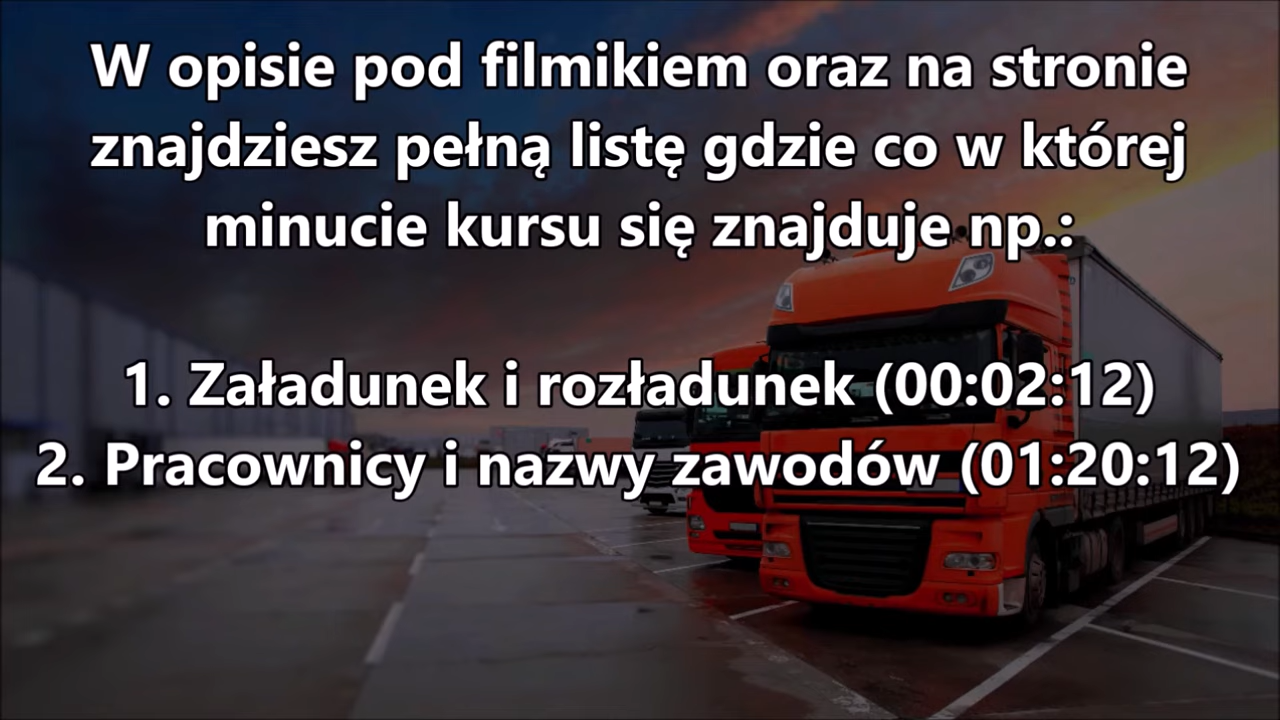 W opisie pod filmikiem oraz na stronie
znajdziesz pełną listę gdzie co w której
minucie kursu się znajduje np.:
1. Załadunek i rozładunek (00:02:12)
2. Pracownicy i nazwy zawodów (01:20:12)